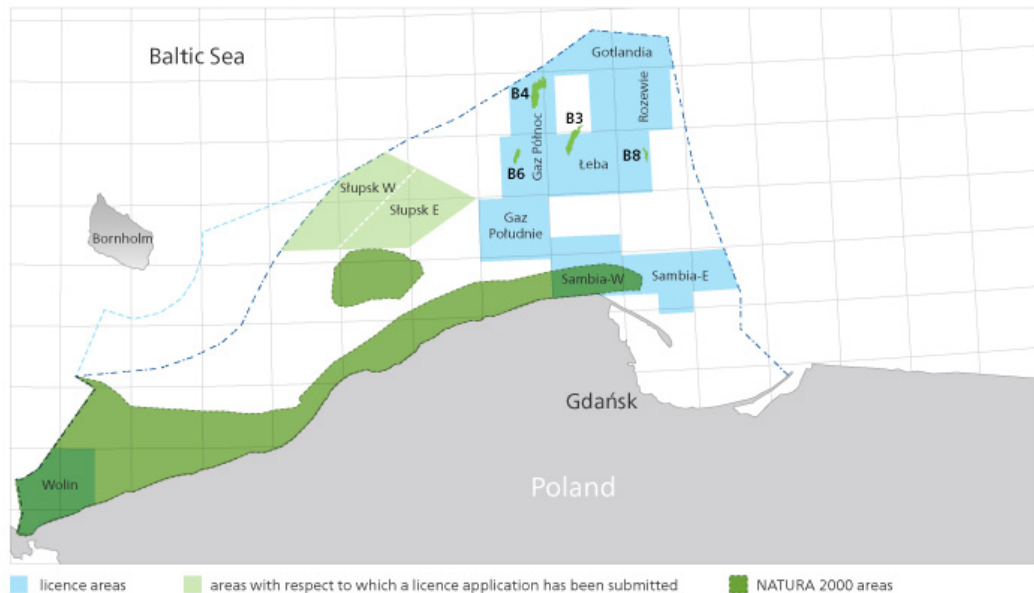 Baltic Sea
Gotlandia
Rozewie
B4
B3
Gaz Północ
B6
Łeba
B8
Słupsk W
Słupsk E
Gaz
Południe
Bornholm
Sambia-W
Sambia-E
Gdańsk
Wolin
Poland
licence areas
areas with respect to which a licence application has been submitted
NATURA 2000 areas